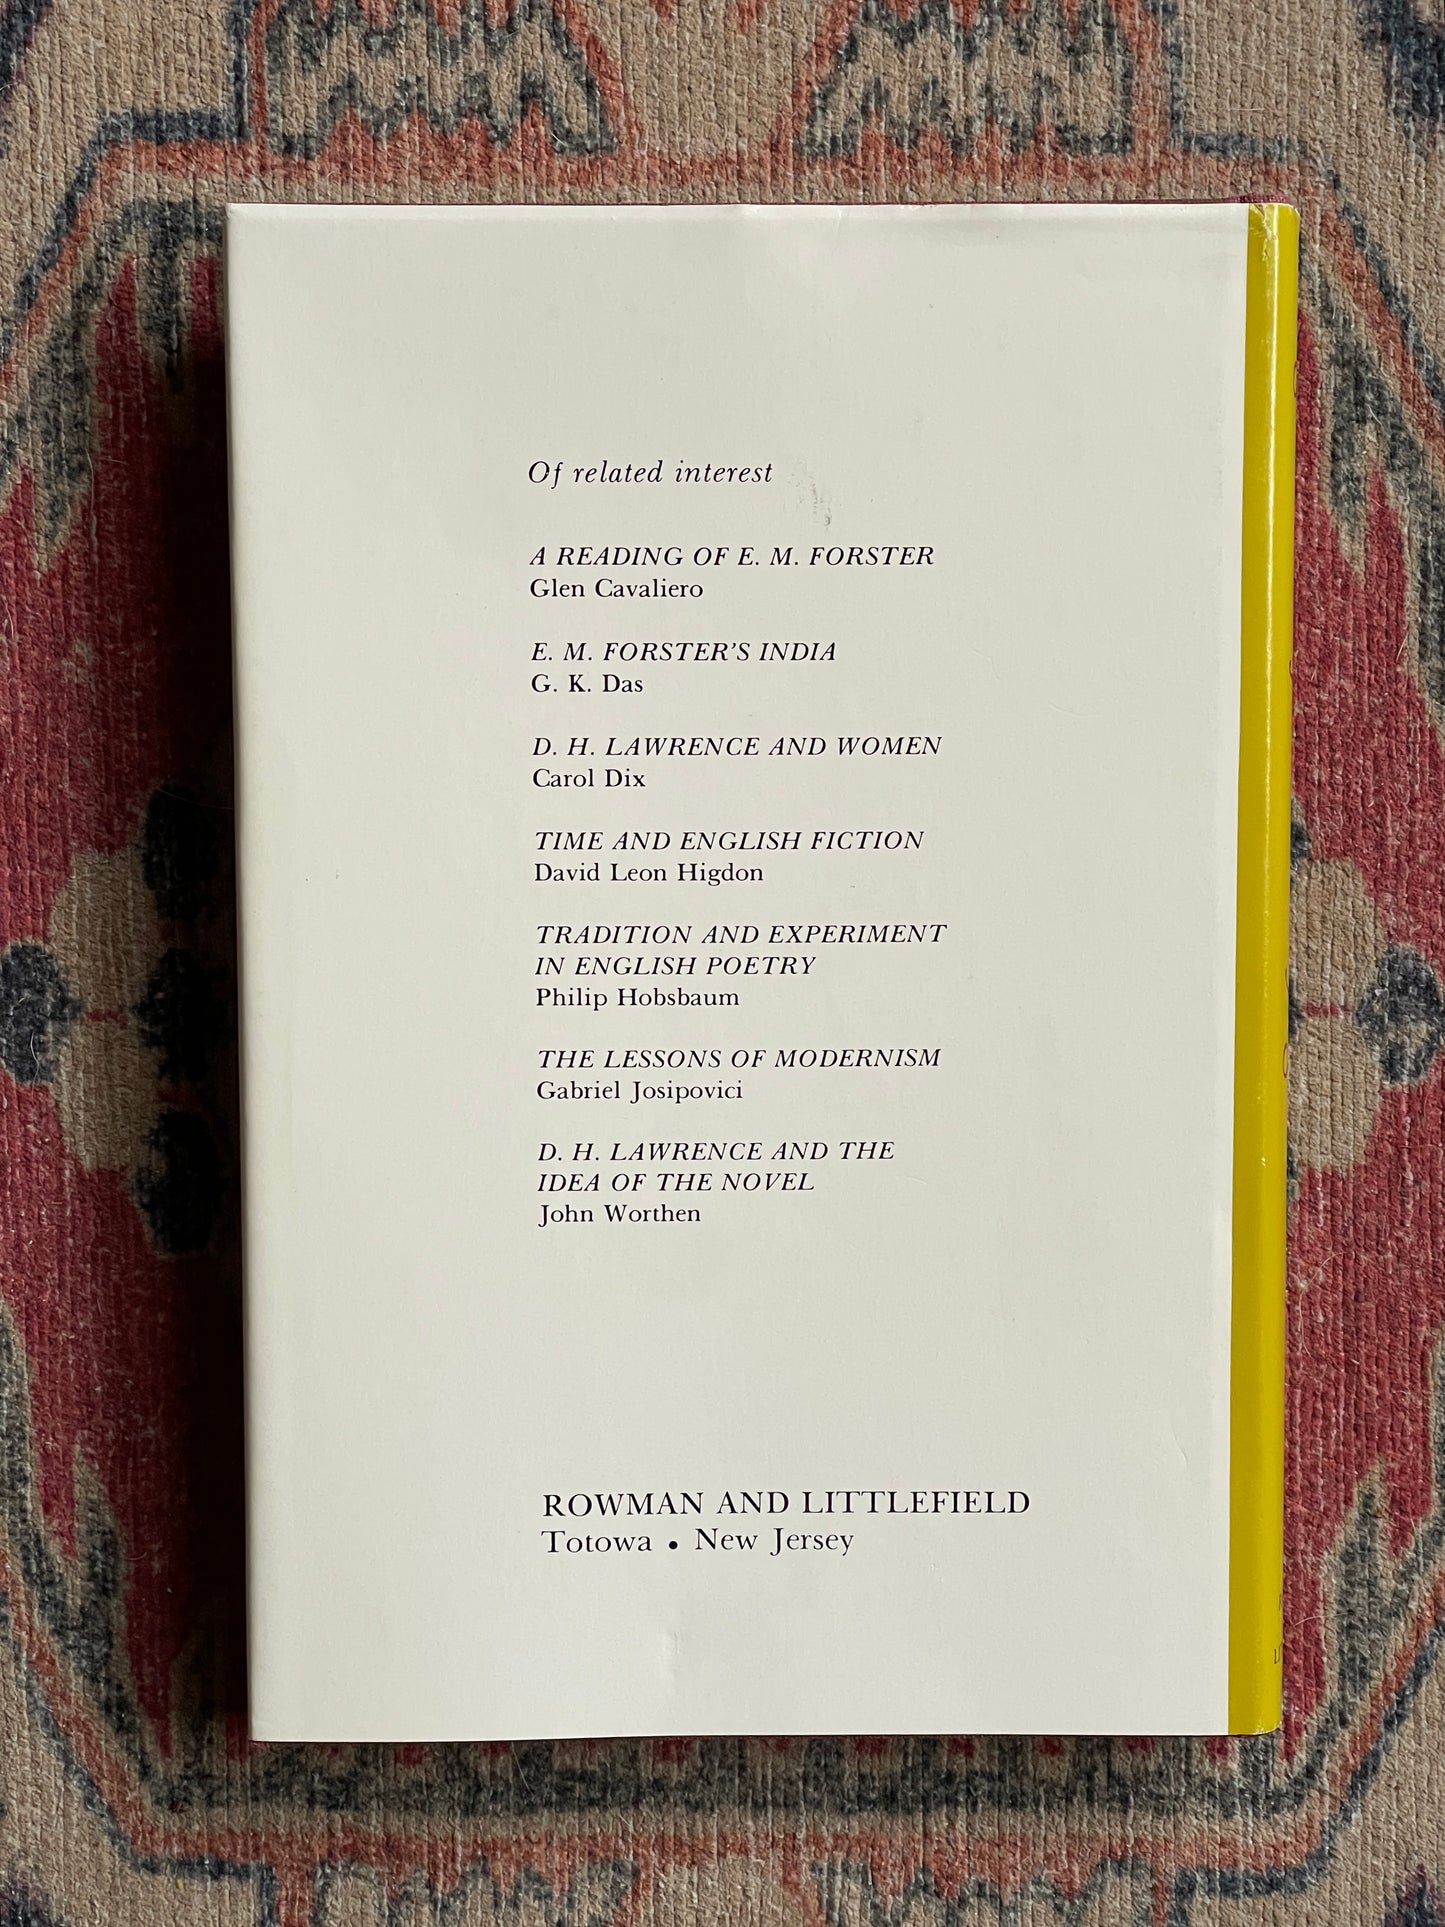 Of related interest
A READING OF E. M. FORSTER
Glen Cavaliero
E. M. FORSTER'S INDIA
G. K. Das
D. H. LAWRENCE AND WOMEN
Carol Dix
TIME AND ENGLISH FICTION
David Leon Higdon
TRADITION AND EXPERIMENT
IN ENGLISH POETRY
Philip Hobsbaum
THE LESSONS OF MODERNISM
Gabriel Josipovici
D. H. LAWRENCE AND THE
IDEA OF THE NOVEL
John Worthen
ROWMAN AND LITTLEFIELD
Totowa • New Jersey